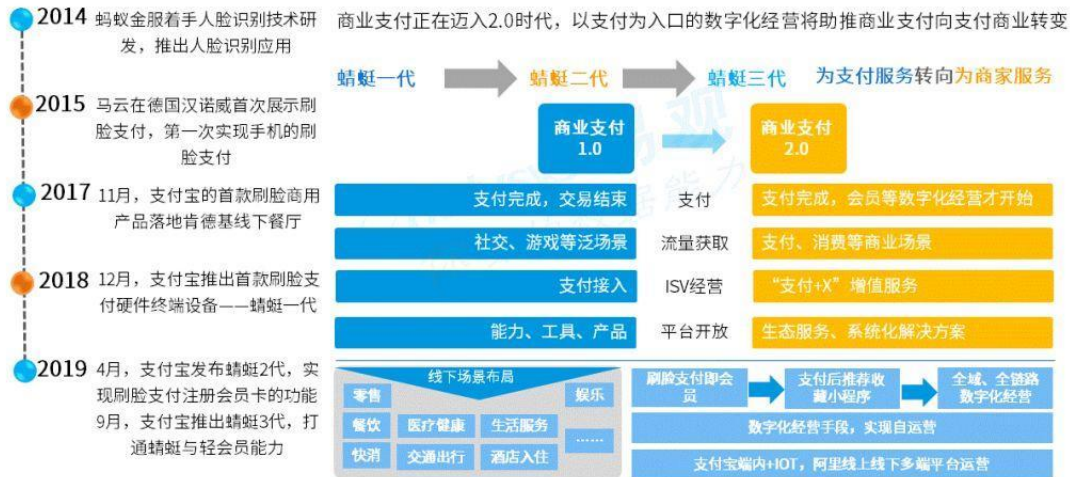 2014 蚂蚁金服着手人脸识别技术研
发，推出人脸识别应用
2015 马云在德国汉诺威首次展示刷
脸支付，第一次实现手机的刷
脸支付
2017 11月，支付宝的首款刷脸商用
产品落地肯德基线下餐厅
2018 12月，支付宝推出首款刷脸支
付硬件终端设备——蜻蜓一代
2019 4月，支付宝发布蜻蜓2代，实
现刷脸支付注册会员卡的功能
9月，支付宝推出蜻蜓3代，打
通蜻蜓与轻会员能力
商业支付正在迈入2.0时代，以支付为入口的数字化经营将助推商业支付向支付商业转变
蜻蜓一代 蜻蜓二代 蜻蜓三代 为支付服务转向为商家服务
商业支付
1.0
商业支付
2.0
支付完成，交易结束 支付 支付完成，会员等数字化经营才开始
社交、游戏等泛场景 流量获取 支付、消费等商业场景
支付接入 ISV经营 “支付+X”增值服务
能力、工具、产品 平台开放 生态服务、系统化解决方案
线下场景布局
零售 娱乐
餐饮 医疗健康 生活服务 ……
快消 交通出行 酒店入住
刷脸支付即会
员
支付后推荐收
藏小程序
全域、全链路
数字化经营
数字化经营手段，实现自运营
支付宝端内+IOT，阿里线上线下多端平台运营